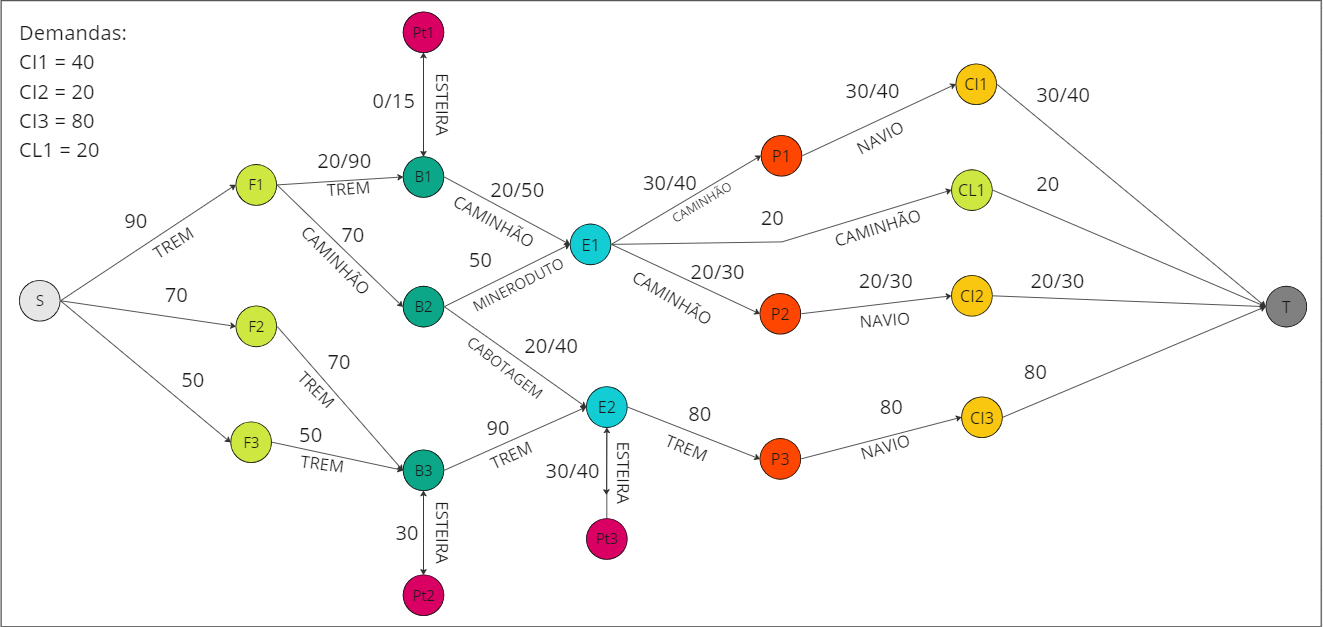 Demandas:
CI1 = 40
CI2 = 20
CI3 = 80
CL1 = 20
Pt1
0/15
ESTEIRA
F1
20/90
TREM
B1
90
TREM
70
CAMINHÃO
20/50
CAMINHÃO
S
70
F2
B2
50
MINERODUTO
E1
30/40
CAMINHÃO
P1
30/40
NAVIO
CI1
30/40
20
CAMINHÃO
CL1
20
20/30
CAMINHÃO
P2
20/30
NAVIO
CI2
20/30
T
50
F3
70
TREM
50
TREM
B3
20/40
CABOTAGEM
90
TREM
E2
80
TREM
P3
80
NAVIO
CI3
80
30
ESTEIRA
Pt2
30/40
ESTEIRA
Pt3